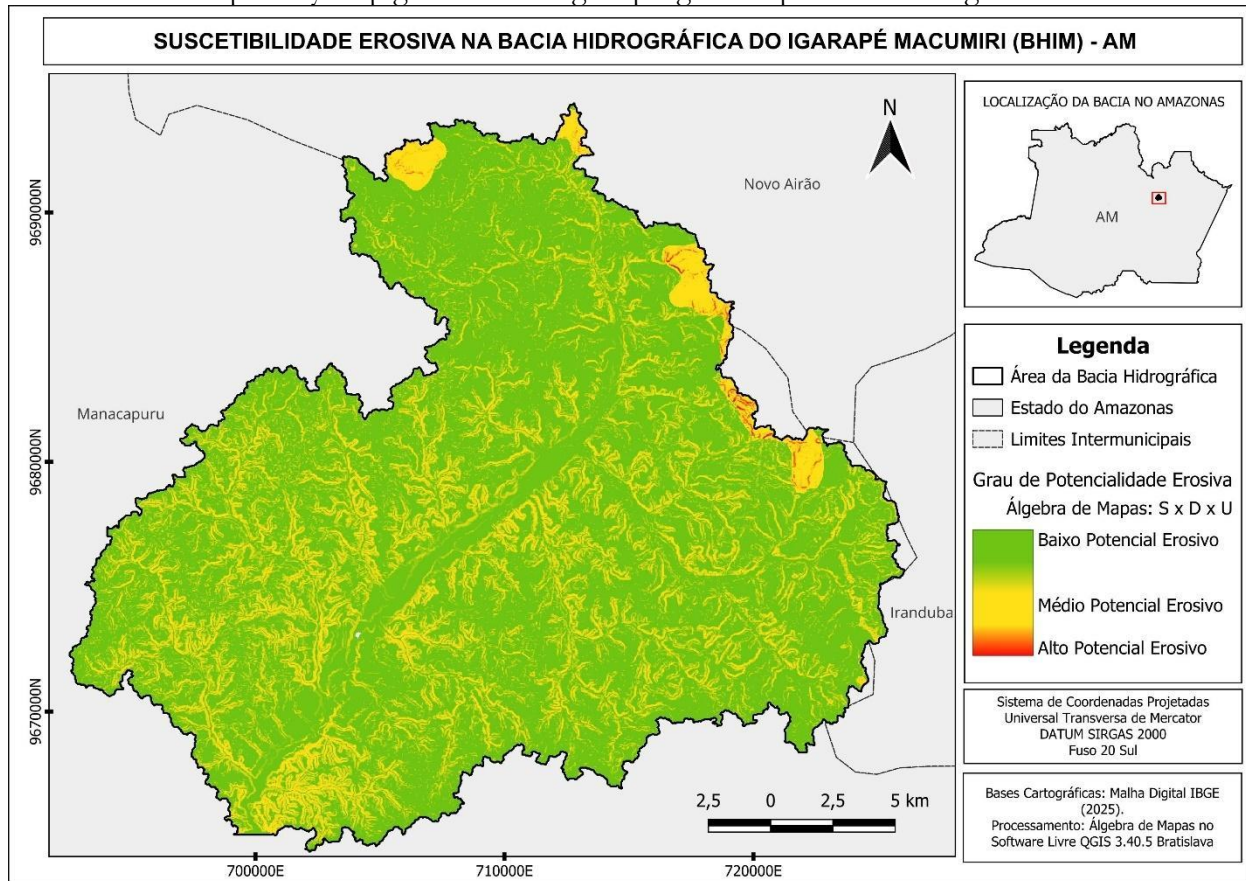 SUSCETIBILIDADE EROSIVA NA BACIA HIDROGRÁFICA DO IGARAPÉ MACUMIRI (BHIM) - AM
N
Novo Airão
Manacapuru
Iranduba
9690000N
9680000N
9670000N
700000E
710000E
720000E
2,5 0 2,5 5 km
LOCALIZAÇÃO DA BACIA NO AMAZONAS
AM
Legenda
Área da Bacia Hidrográfica
Estado do Amazonas
Limites Intermunicipais
Grau de Potencialidade Erosiva
Álgebra de Mapas: S x D x U
Baixo Potencial Erosivo
Médio Potencial Erosivo
Alto Potencial Erosivo
Sistema de Coordenadas Projetadas
Universal Transversa de Mercator
DATUM SIRGAS 2000
Fuso 20 Sul
Bases Cartográficas: Malha Digital IBGE
(2025).
Processamento: Álgebra de Mapas no
Software Livre QGIS 3.40.5 Bratislava